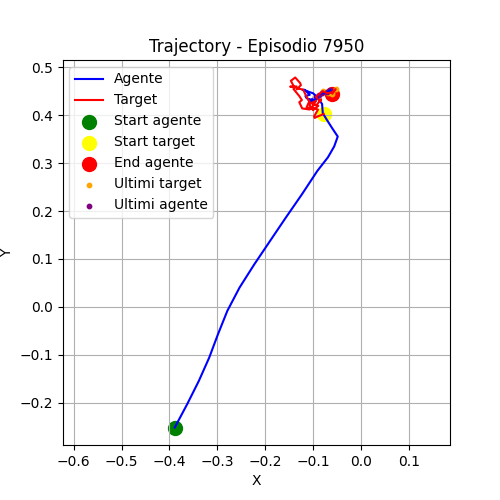 Trajectory - Episodio 7950
Agente
Target
Start agente
Start target
End agente
Ultimi target
Ultimi agente
0.5
0.4
0.3
0.2
0.1
0.0
−0.1
−0.2
Y
−0.6
−0.5
−0.4
−0.3
−0.2
−0.1
0.0
0.1
X